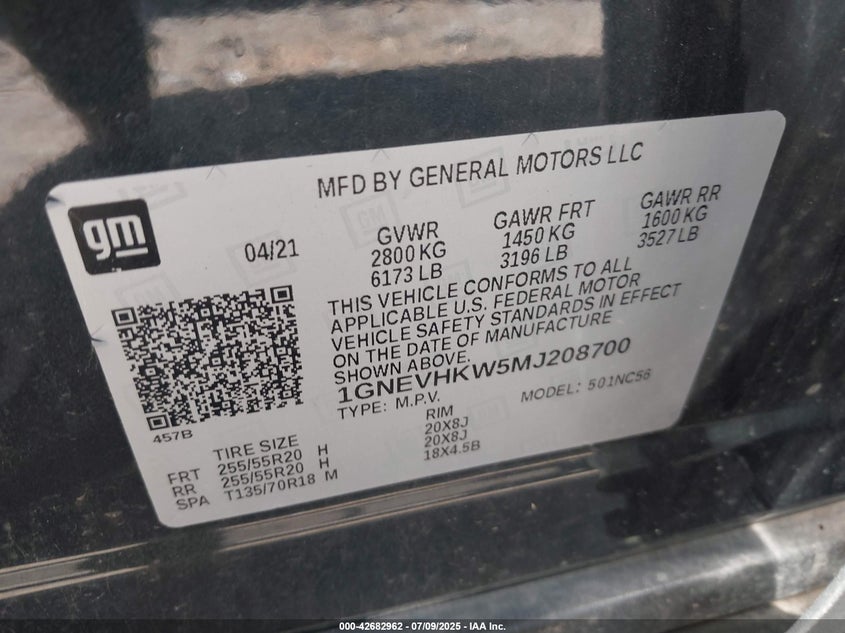 MFD BY GENERAL MOTORS LLC
gm
04/21
GVWR
2800 KG
6173 LB
GAWR FRT
1450 KG
3196 LB
GAWR RR
1600 KG
3527 LB
THIS VEHICLE CONFORMS TO ALL
APPLICABLE U.S. FEDERAL MOTOR
VEHICLE SAFETY STANDARDS IN EFFECT
ON THE DATE OF MANUFACTURE
SHOWN ABOVE.
1GNEVHKW5MJ208700
TYPE: M.P.V.
MODEL: 501NC56
457B
TIRE SIZE RIM
FRT 255/55R20 H 20X8J
RR 255/55R20 H 20X8J
SPA T135/70R18 M 18X4.5B
000-42682962 - 07/09/2025 - IAA Inc.